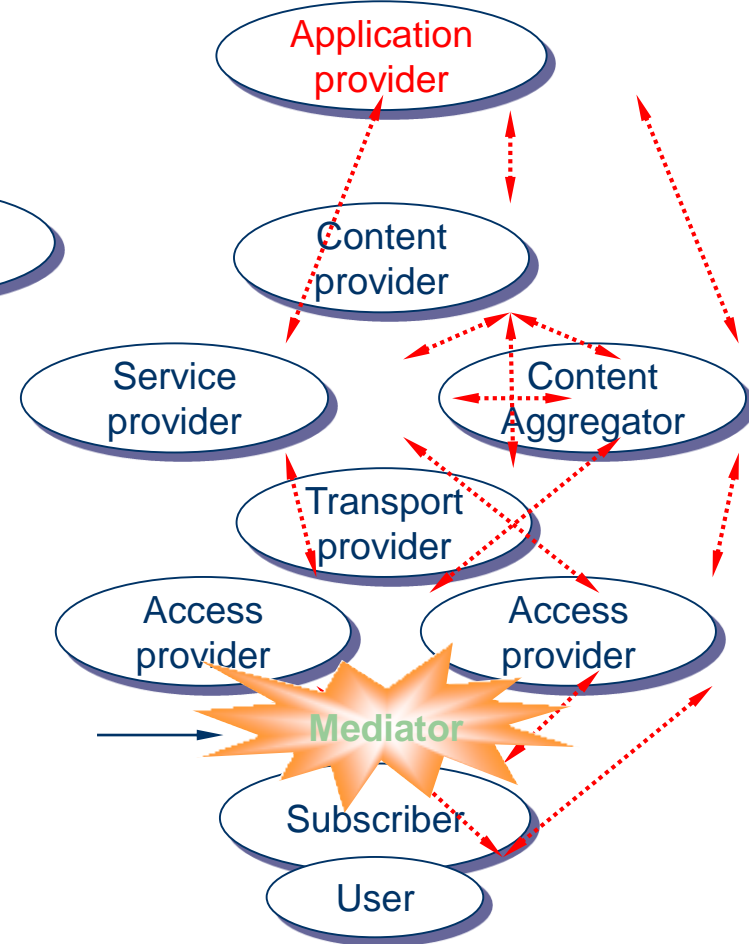 Application
provider
Content
provider
Service
provider
Content
Aggregator
Transport
provider
Access
provider
Access
provider
Mediator
Subscriber
User